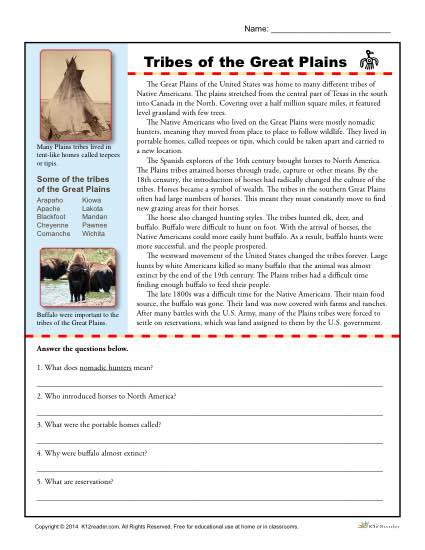 Name:
Tribes of the Great Plains
Many Plains tribes lived in
tent-like homes called teepees
or tipis.
Some of the tribes
of the Great Plains
Arapaho Kiowa
Apache Lakota
Blackfoot Mandan
Cheyenne Pawnee
Comanche Wichita
Buffalo were important to the
tribes of the Great Plains.
The Great Plains of the United States was home to many different tribes of
Native Americans. The plains stretched from the central part of Texas in the south
into Canada in the North. Covering over a half million square miles, it featured
level grassland with few trees.
The Native Americans who lived on the Great Plains were mostly nomadic
hunters, meaning they moved from place to place to follow wildlife. They lived in
portable homes, called teepees or tipis, which could be taken apart and carried to
a new location.
The Spanish explorers of the 16th century brought horses to North America.
The Plains tribes attained horses through trade, capture or other means. By the
18th censusry, the introduction of horses had radically changed the culture of the
tribes. Horses became a symbol of wealth. The tribes in the southern Great Plains
often had large numbers of horses. This meant they must constantly move to find
new grazing areas for their horses.
The horse also changed hunting styles. The tribes hunted elk, deer, and
buffalo. Buffalo were difficult to hunt on foot. With the arrival of horses, the
Native Americans could more easily hunt buffalo. As a result, buffalo hunts were
more successful, and the people prospered.
The westward movement of the United States changed the tribes forever. Large
hunts by white Americans killed so many buffalo that the animal was almost
extinct by the end of the 19th century. The Plains tribes had a difficult time
finding enough buffalo to feed their people.
The late 1800s was a difficult time for the Native Americans. Their main food
source, the buffalo was gone. Their land was now covered with farms and ranches.
After many battles with the U.S. Army, many of the Plains tribes were forced to
settle on reservations, which was land assigned to them by the U.S. government.
Answer the questions below.
1. What does nomadic hunters mean?
2. Who introduced horses to North America?
3. What were the portable homes called?
4. Why were buffalo almost extinct?
5. What are reservations?
Copyright © 2014 K12reader.com. All Rights Reserved. Free for educational use at home or in classrooms.
K12Reader